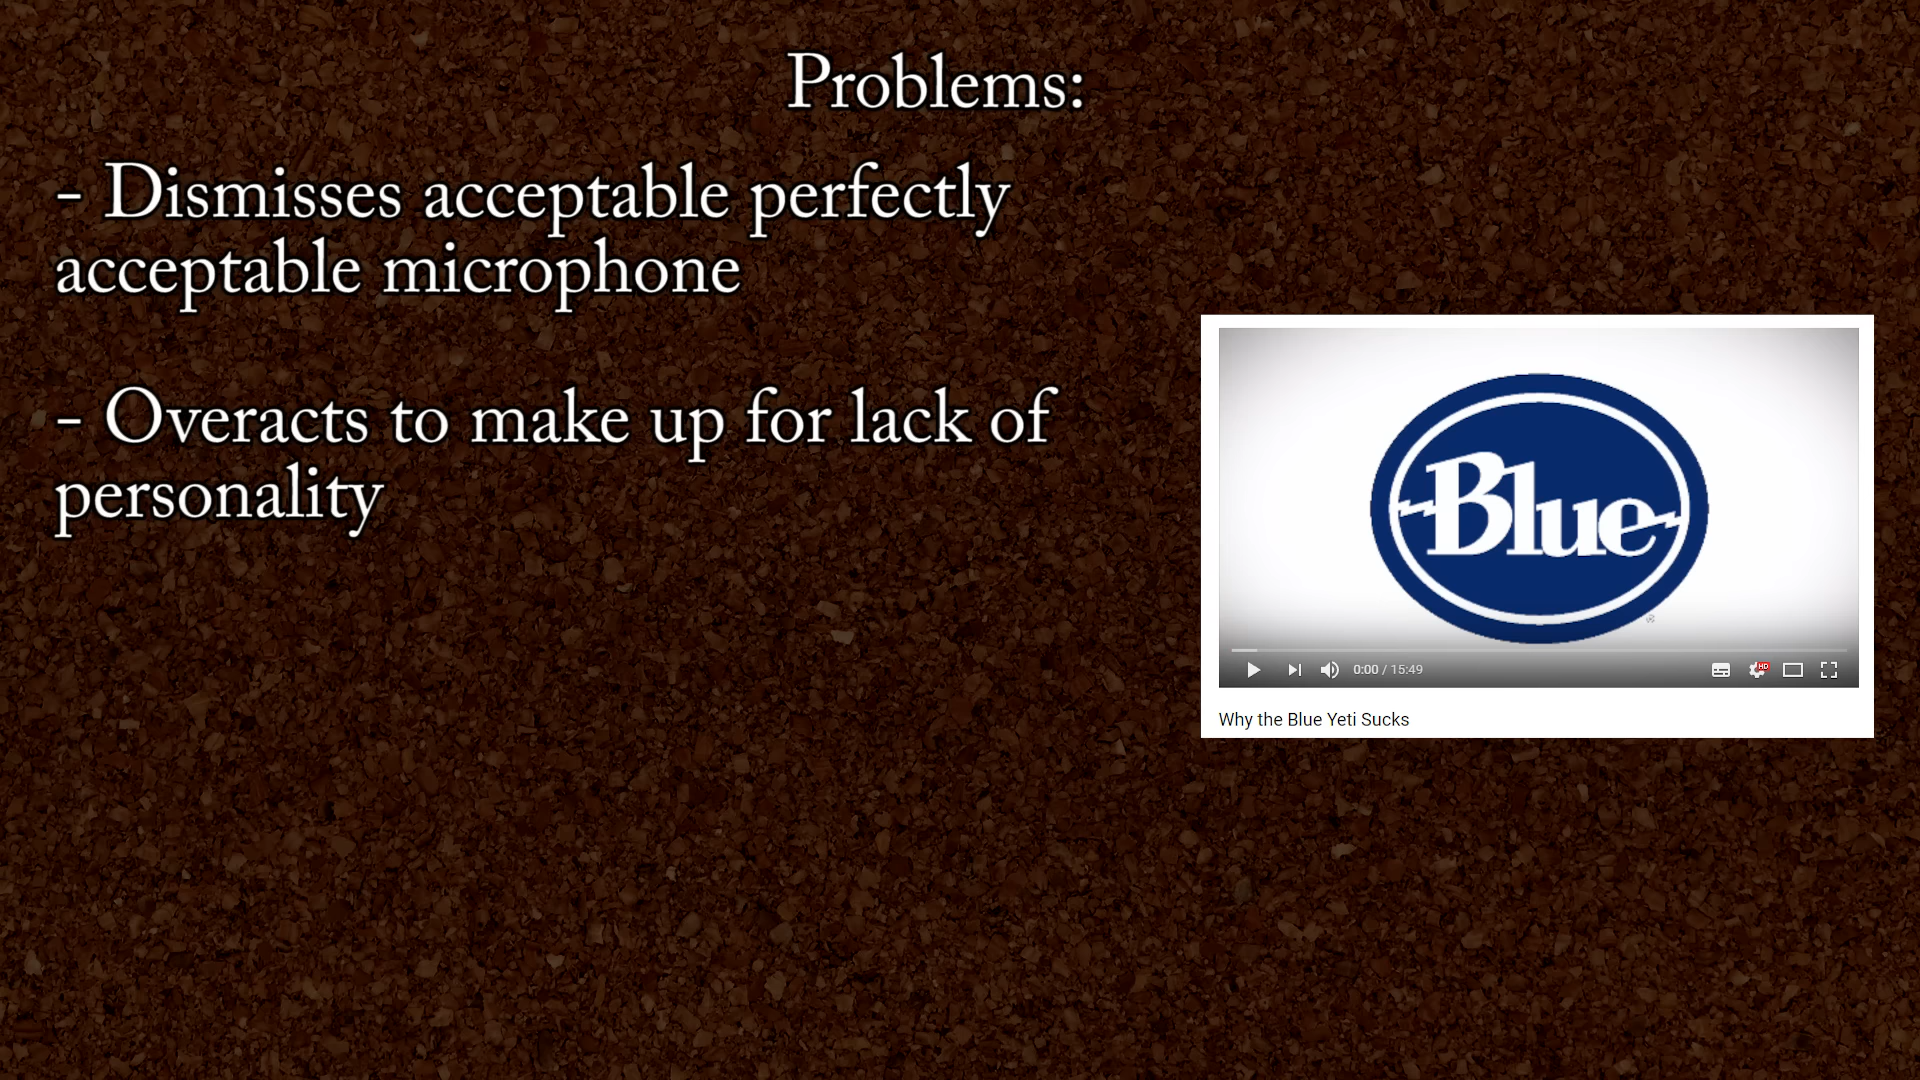 Problems:
- Dismisses acceptable perfectly
acceptable microphone
- Overacts to make up for lack of
personality
Blue
®
HD
0:00 / 15:49
Why the Blue Yeti Sucks